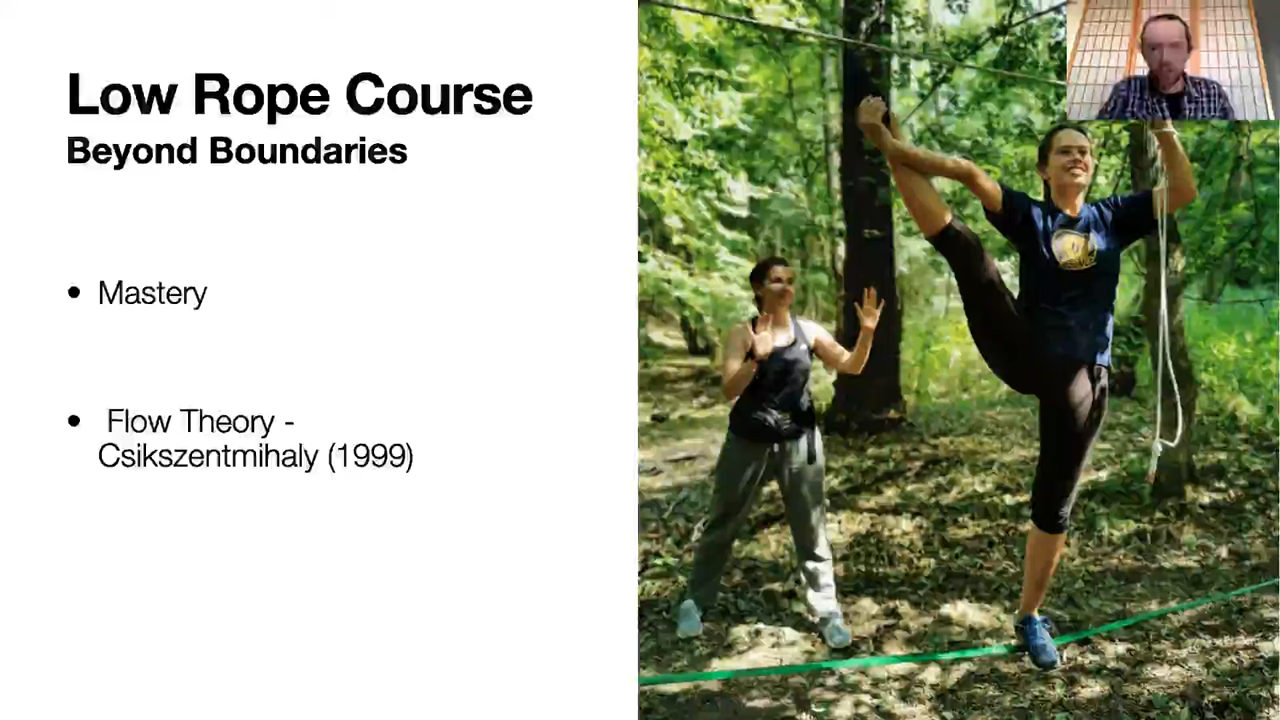 Low Rope Course
Beyond Boundaries
• Mastery
• Flow Theory -
Csikszentmihaly (1999)